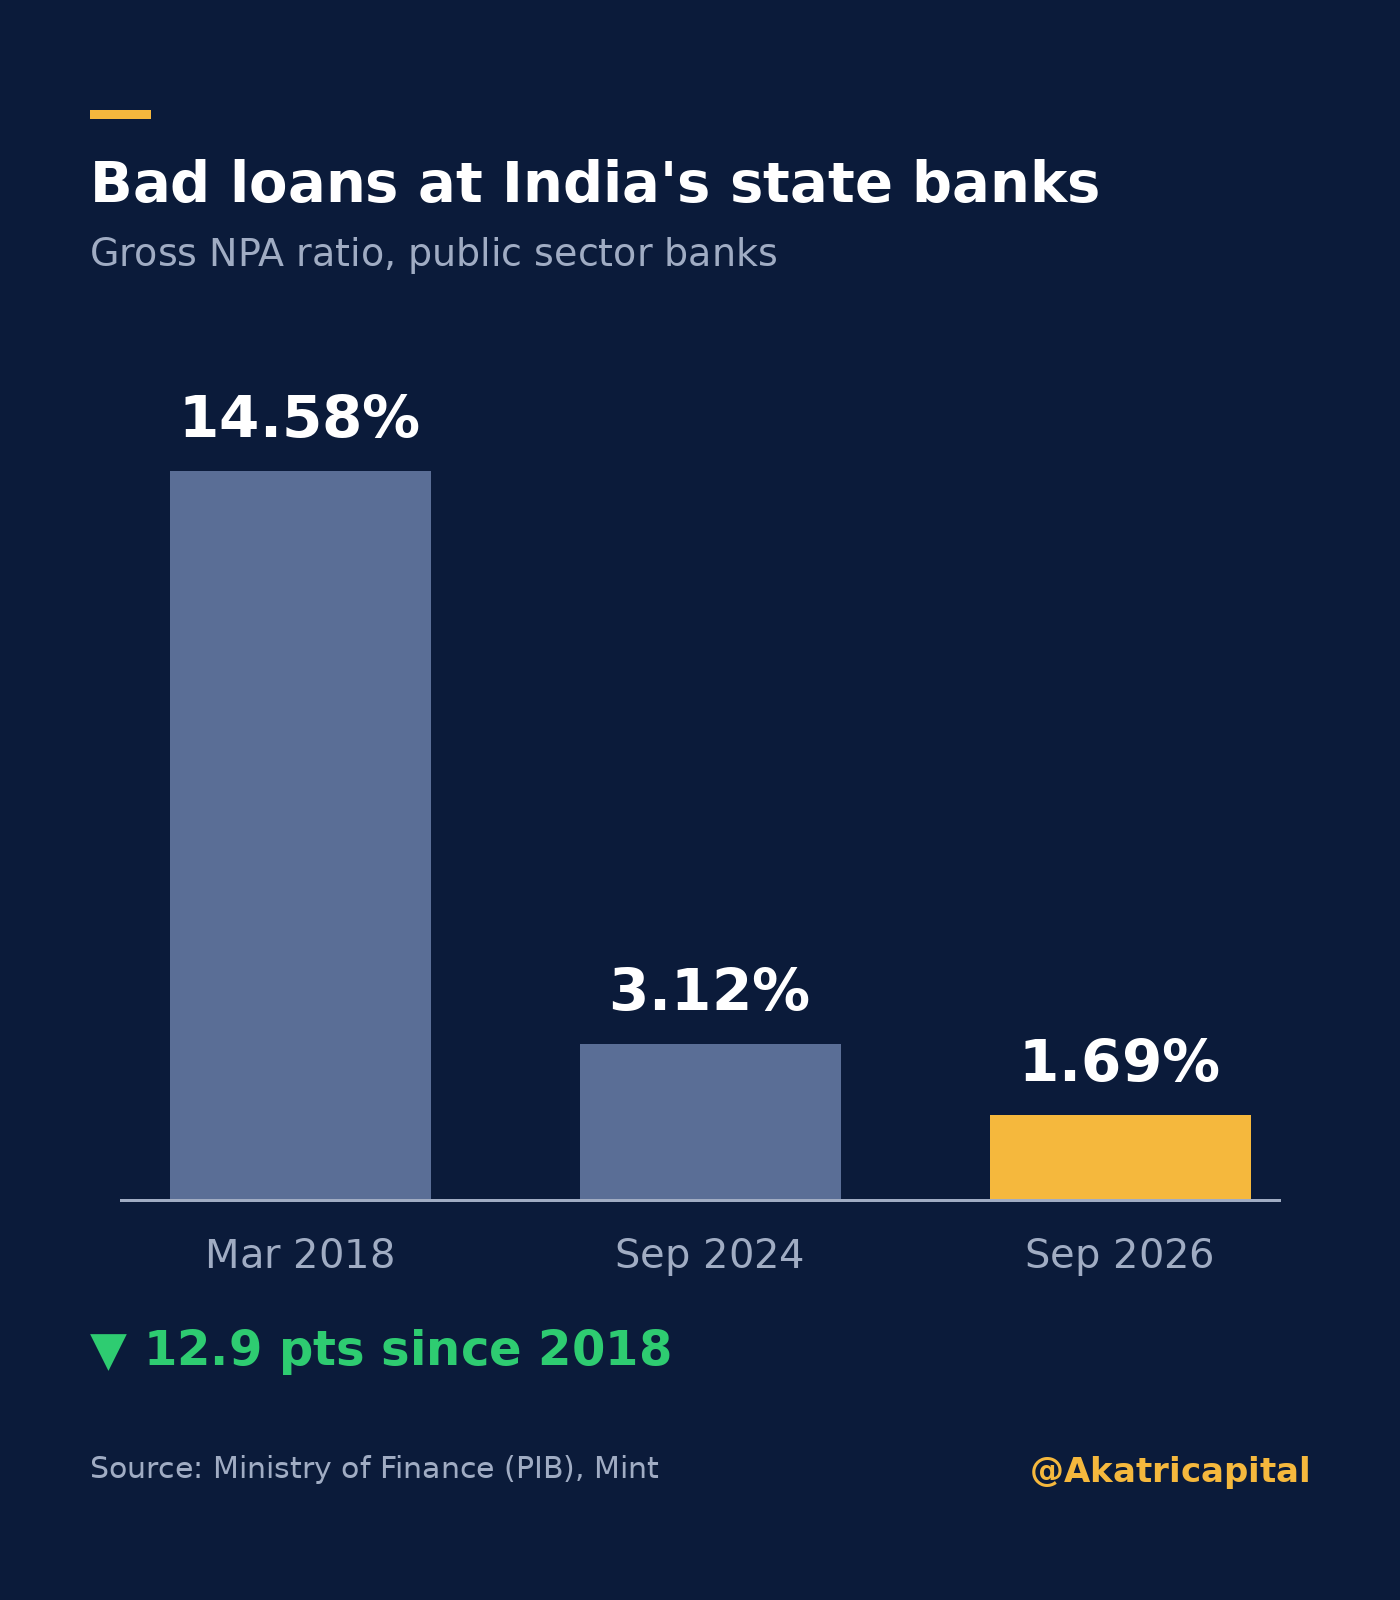 Bad loans at India's state banks
Gross NPA ratio, public sector banks
14.58%
3.12%
1.69%
Mar 2018
Sep 2024
Sep 2026
▼ 12.9 pts since 2018
Source: Ministry of Finance (PIB), Mint
@Akatricapital